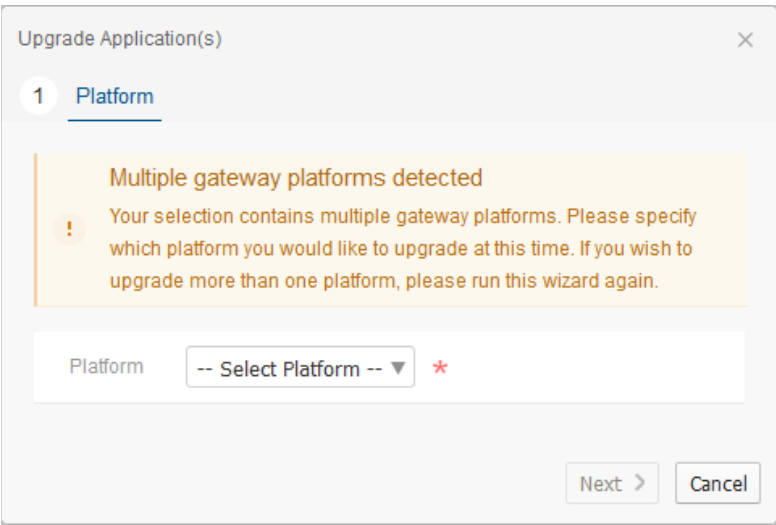 Upgrade Application(s)
1 Platform
Multiple gateway platforms detected
! Your selection contains multiple gateway platforms. Please specify
which platform you would like to upgrade at this time. If you wish to
upgrade more than one platform, please run this wizard again.
Platform -- Select Platform -- *
Next Cancel